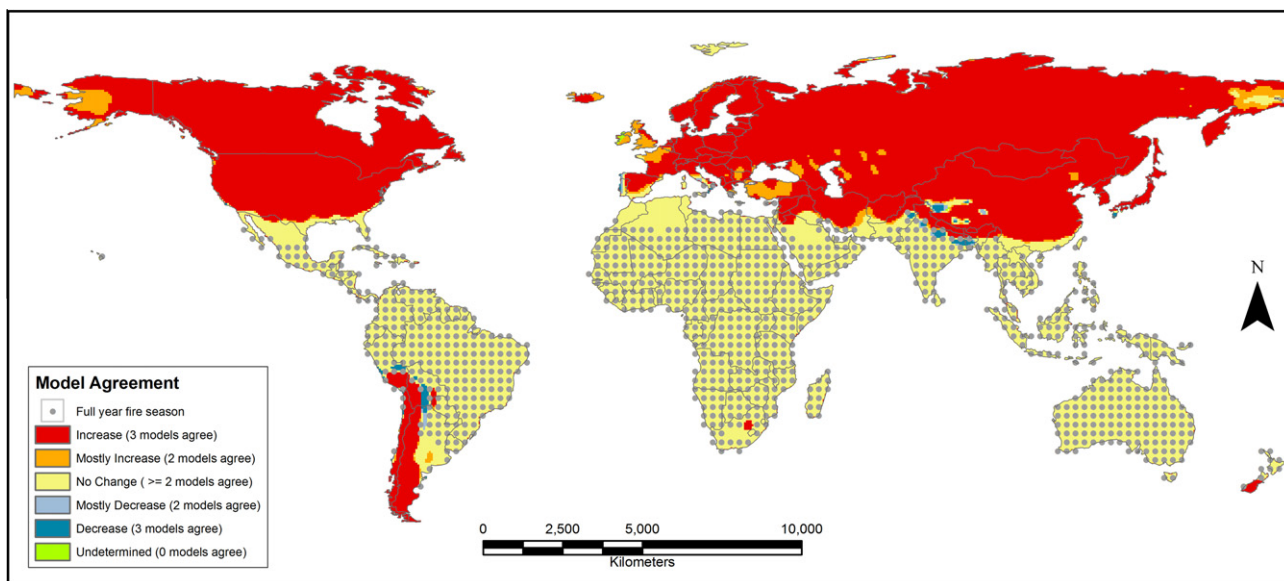 N
Model Agreement
Full year fire season
Increase (3 models agree)
Mostly Increase (2 models agree)
No Change ( >= 2 models agree)
Mostly Decrease (2 models agree)
Decrease (3 models agree)
Undetermined (0 models agree)
0 2,500 5,000 10,000
Kilometers